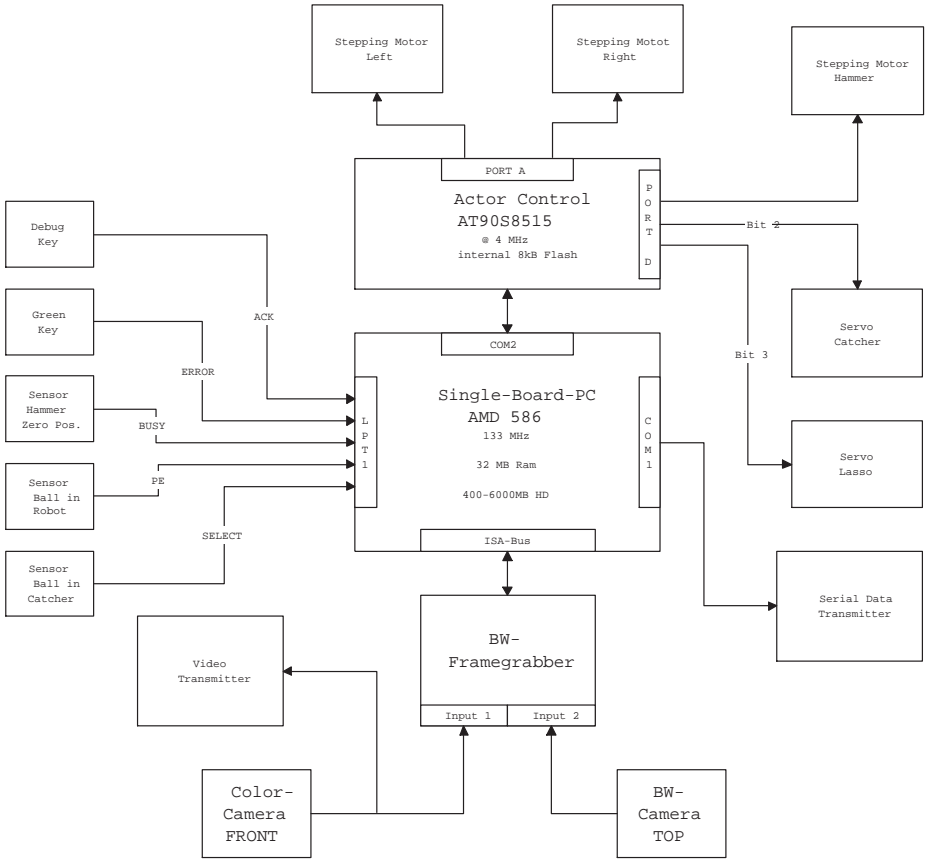 Stepping Motor
Left
Stepping Motot
Right
Stepping Motor
Hammer
PORT A
Actor Control
AT90S8515
@ 4 MHz
internal 8kB Flash
PORT D
Bit 2
Bit 3
Debug
Key
ACK
Green
Key
ERROR
Sensor
Hammer
Zero Pos.
BUSY
Sensor
Ball in
Robot
PE
Sensor
Ball in
Catcher
SELECT
COM2
Single-Board-PC
AMD 586
133 MHz
32 MB Ram
400-6000MB HD
LPT1
COM1
ISA-Bus
Servo
Catcher
Servo
Lasso
Serial Data
Transmitter
BW-
Framegrabber
Input 1
Input 2
Video
Transmitter
Color-
Camera
FRONT
BW-
Camera
TOP